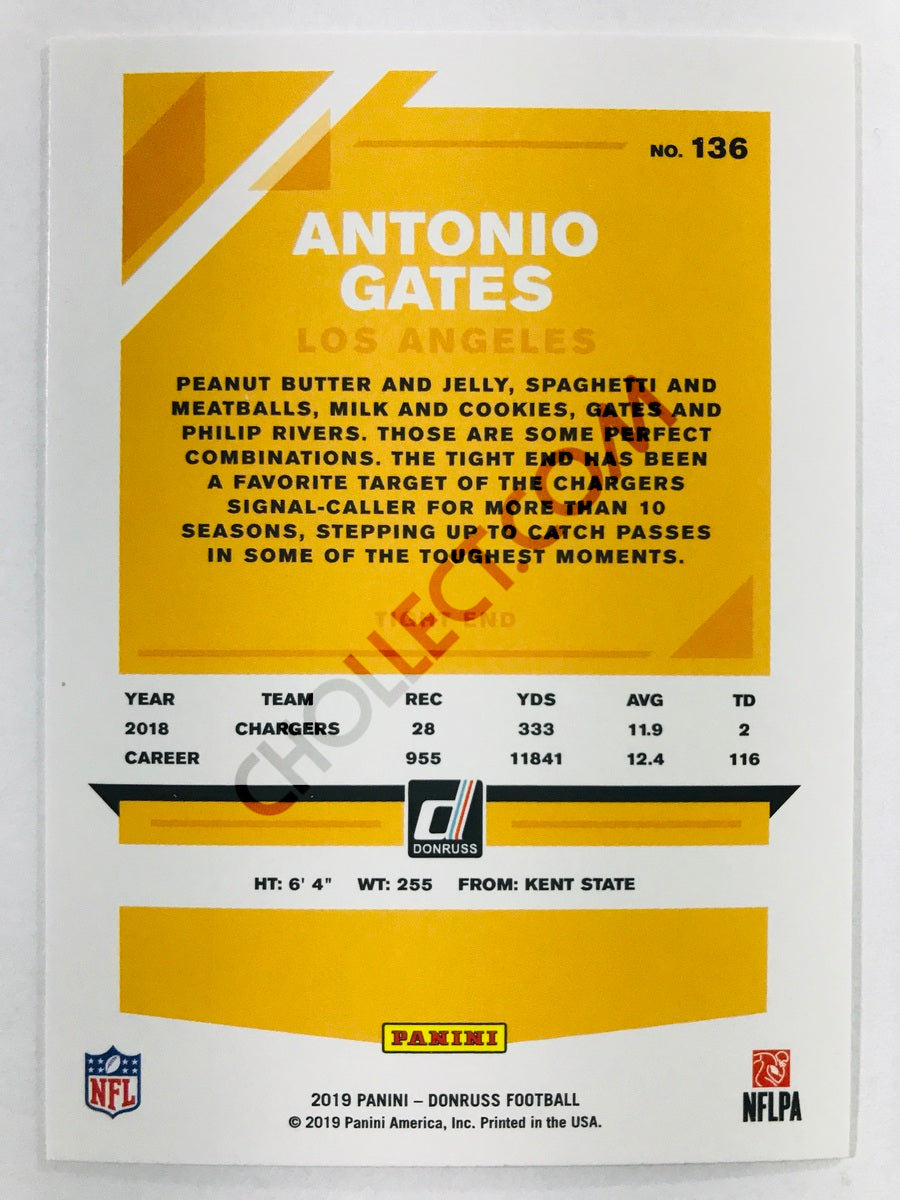 NO. 136
ANTONIO
GATES
LOS ANGELES
PEANUT BUTTER AND JELLY, SPAGHETTI AND
MEATBALLS, MILK AND COOKIES, GATES AND
PHILIP RIVERS. THOSE ARE SOME PERFECT
COMBINATIONS. THE TIGHT END HAS BEEN
A FAVORITE TARGET OF THE CHARGERS
SIGNAL-CALLER FOR MORE THAN 10
SEASONS, STEPPING UP TO CATCH PASSES
IN SOME OF THE TOUGHEST MOMENTS.
TIGHT END
CHOLLECT.COM
YEAR TEAM REC YDS AVG TD
2018 CHARGERS 28 333 11.9 2
CAREER 955 11841 12.4 116
d
DONRUSS
HT: 6' 4" WT: 255 FROM: KENT STATE
PANINI
NFL
2019 PANINI – DONRUSS FOOTBALL
© 2019 Panini America, Inc. Printed in the USA.
NFLPA